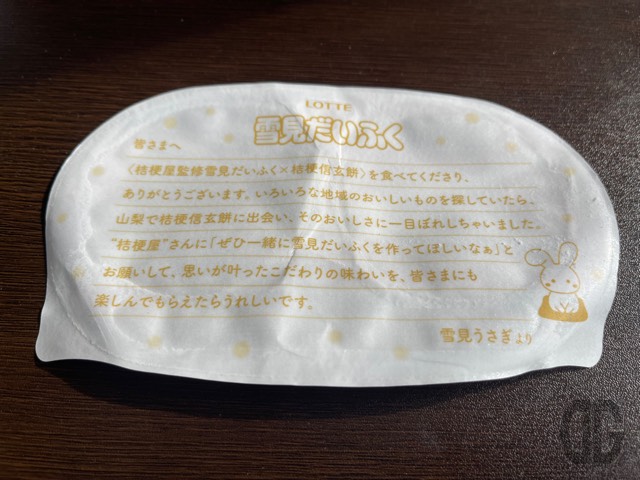 LOTTE
雪見だいふく
皆さまへ
〈桔梗屋監修雪見だいふく×桔梗信玄餅〉を食べてくださり、
ありがとうございます。いろいろな地域のおいしいものを探していたら、
山梨で桔梗信玄餅に出会い、そのおいしさに一目ぼれしちゃいました。
"桔梗屋"さんに「ぜひ一緒に雪見だいふくを作ってほしいなぁ」と
お願いして、思いが叶ったこだわりの味わいを、皆さまにも
楽しんでもらえたらうれしいです。
雪見うさぎより